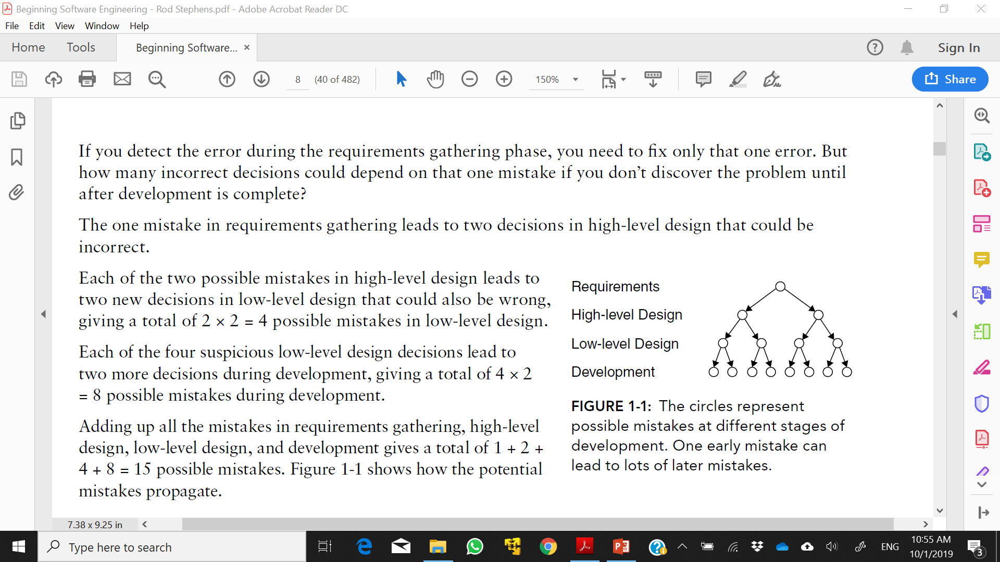 Beginning Software Engineering - Rod Stephens.pdf - Adobe Acrobat Reader DC
File Edit View Window Help
Home Tools Beginning Software... × Sign In
8 (40 of 482) 150% Share
If you detect the error during the requirements gathering phase, you need to fix only that one error. But
how many incorrect decisions could depend on that one mistake if you don’t discover the problem until
after development is complete?
The one mistake in requirements gathering leads to two decisions in high-level design that could be
incorrect.
Each of the two possible mistakes in high-level design leads to
two new decisions in low-level design that could also be wrong,
giving a total of 2 × 2 = 4 possible mistakes in low-level design.
Each of the four suspicious low-level design decisions lead to
two more decisions during development, giving a total of 4 × 2
= 8 possible mistakes during development.
Adding up all the mistakes in requirements gathering, high-level
design, low-level design, and development gives a total of 1 + 2 +
4 + 8 = 15 possible mistakes. Figure 1-1 shows how the potential
mistakes propagate.
Requirements
High-level Design
Low-level Design
Development
FIGURE 1-1: The circles represent
possible mistakes at different stages of
development. One early mistake can
lead to lots of later mistakes.
7.38 x 9.25 in
Type here to search
ENG
10:55 AM
10/1/2019
3